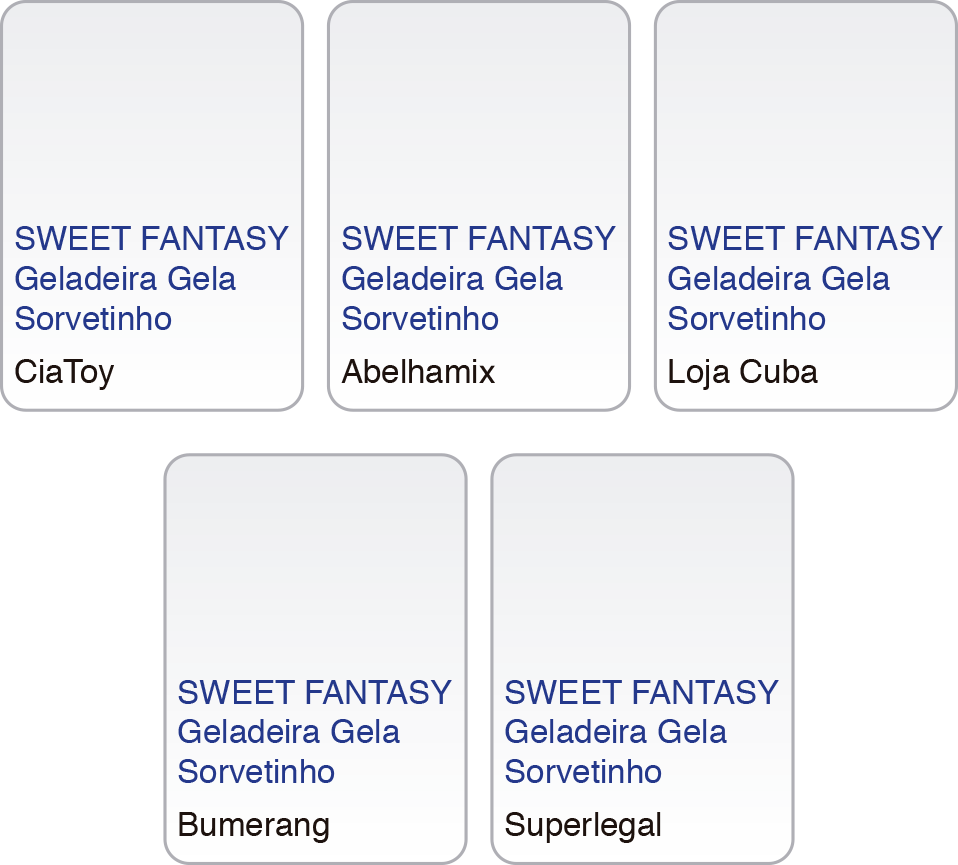 SWEET FANTASY
Geladeira Gela
Sorvetinho
CiaToy
SWEET FANTASY
Geladeira Gela
Sorvetinho
Abelhamix
SWEET FANTASY
Geladeira Gela
Sorvetinho
Loja Cuba
SWEET FANTASY
Geladeira Gela
Sorvetinho
Bumerang
SWEET FANTASY
Geladeira Gela
Sorvetinho
Superlegal